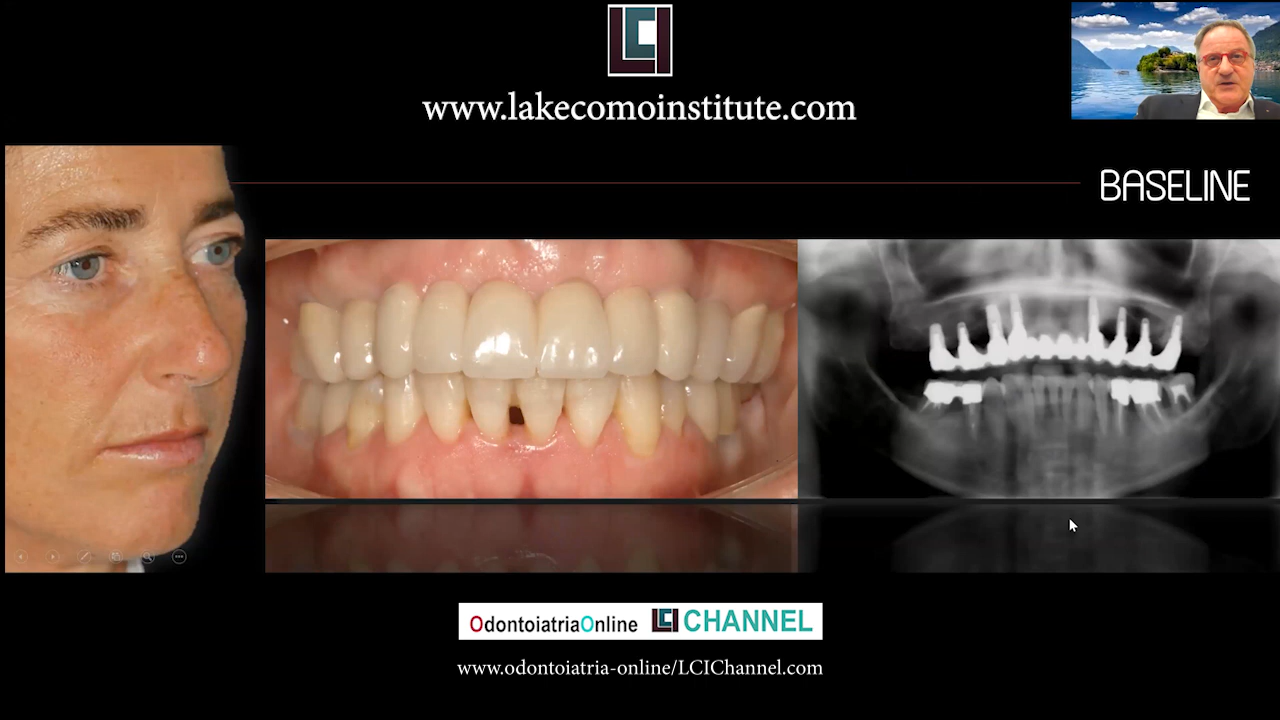 LCI
www.lakecomoinstitute.com
BASELINE
OdontoiatriaOnline LCI CHANNEL
www.odontoiatria-online/LCIChannel.com